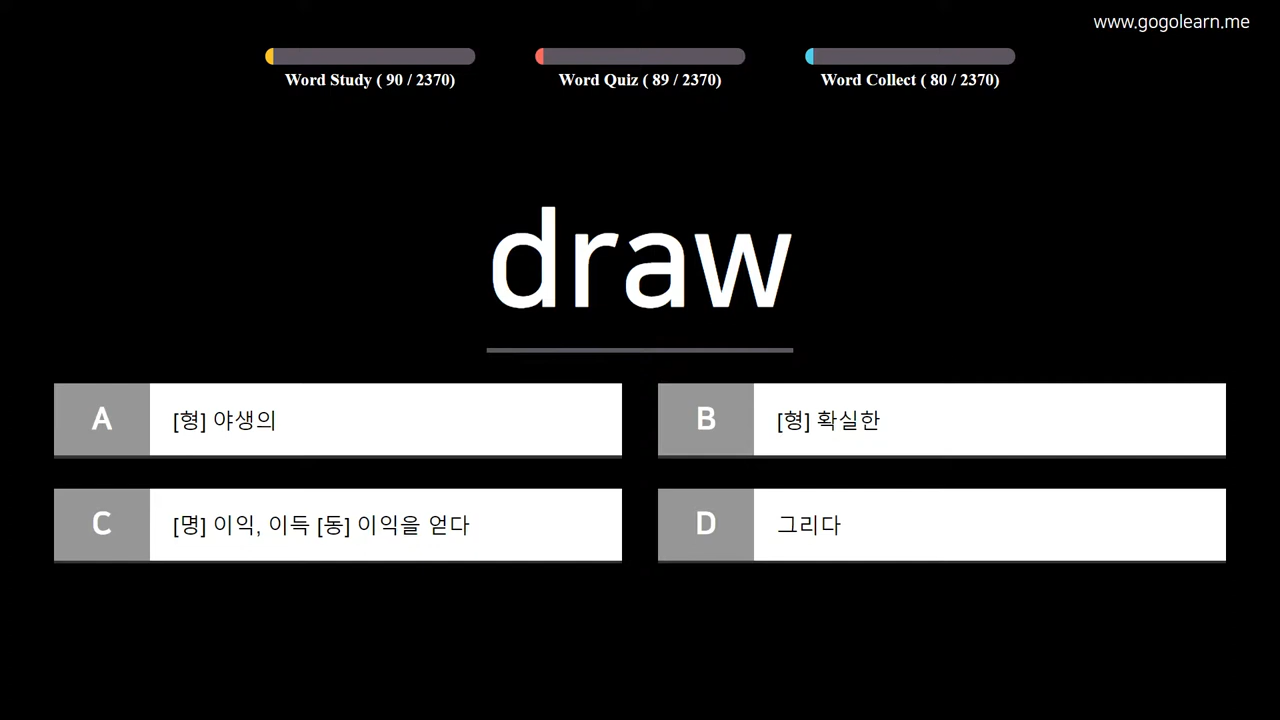 www.gogolearn.me
Word Study ( 90 / 2370)
Word Quiz ( 89 / 2370)
Word Collect ( 80 / 2370)
draw
A [형] 야생의
B [형] 확실한
C [명] 이익, 이득 [동] 이익을 얻다
D 그리다